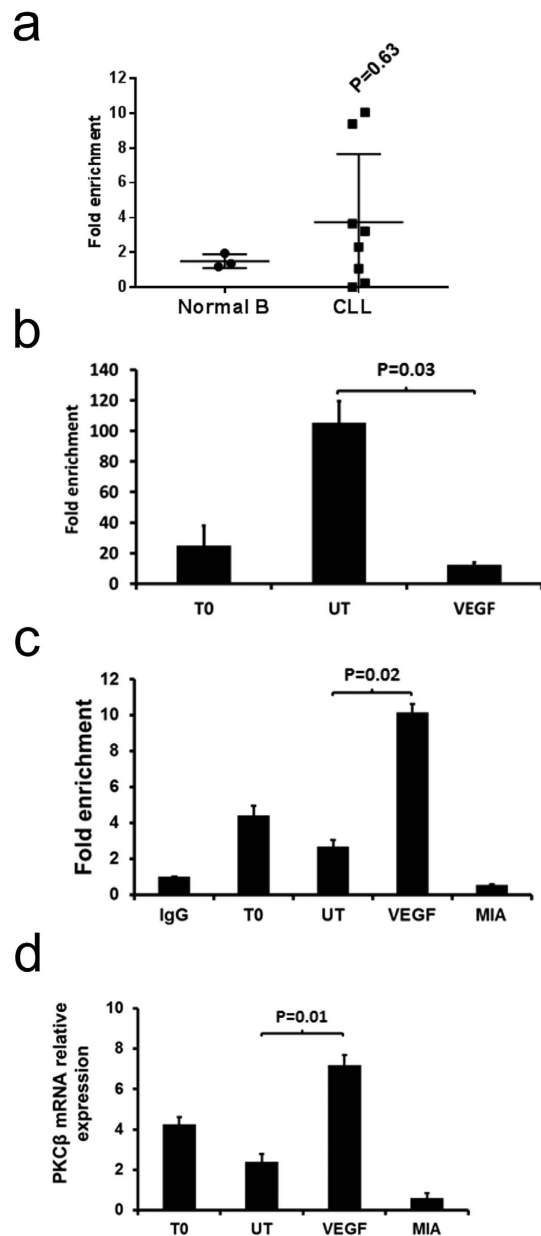 a
P=0.63
Fold enrichment
12
10
8
6
4
2
0
Normal B CLL
b
P=0.03
Fold enrichment
140
120
100
80
60
40
20
0
T0 UT VEGF
c
P=0.02
Fold enrichment
12
10
8
6
4
2
0
IgG T0 UT VEGF MIA
d
P=0.01
PKCβ mRNA relative
expression
10
8
6
4
2
0
T0 UT VEGF MIA